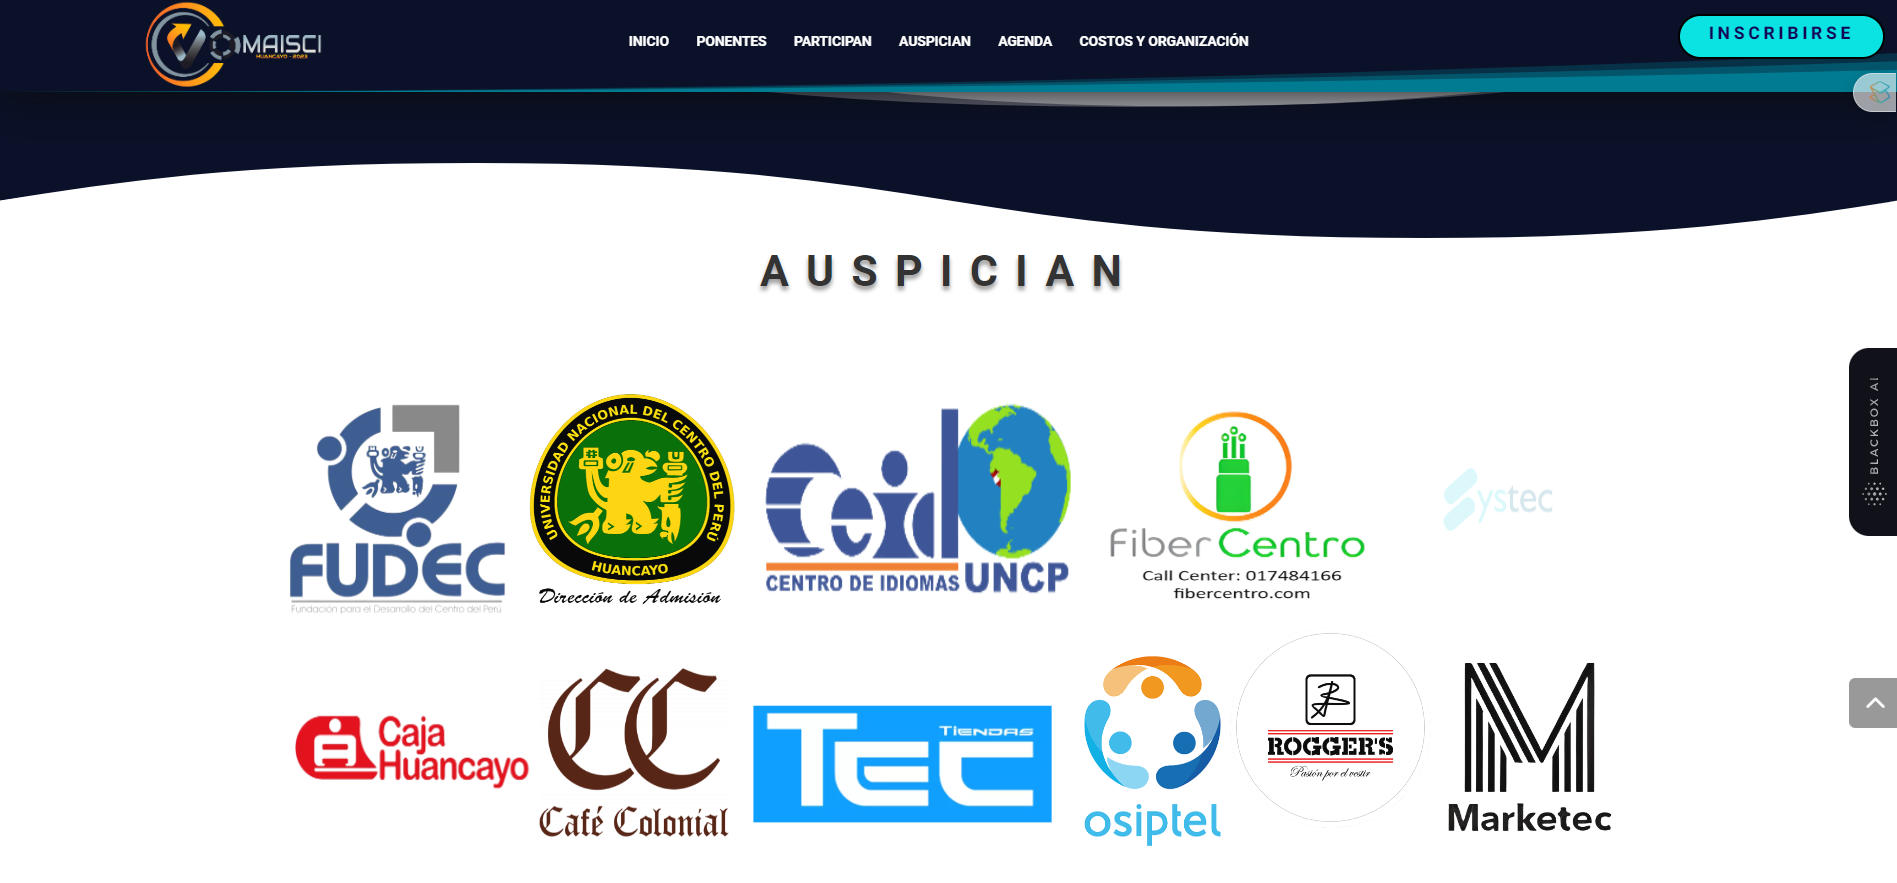 COMAISCI
HUANCAYO - 2023
INICIO PONENTES PARTICIPAN AUSPICIAN AGENDA COSTOS Y ORGANIZACIÓN
INSCRIBIRSE
AUSPICIAN
BLACKBOX AI
FUDEC
Fundación para el Desarrollo del Centro del Perú
UNIVERSIDAD NACIONAL DEL CENTRO DEL PERÚ
HUANCAYO
Dirección de Admisión
Ceid
CENTRO DE IDIOMAS UNCP
Fiber Centro
Call Center: 017484166
fibercentro.com
Systec
Caja
Huancayo
CC
Café Colonial
TIENDAS
TEC
osiptel
ROGGER'S
Pasión por el vestir
M
Marketec